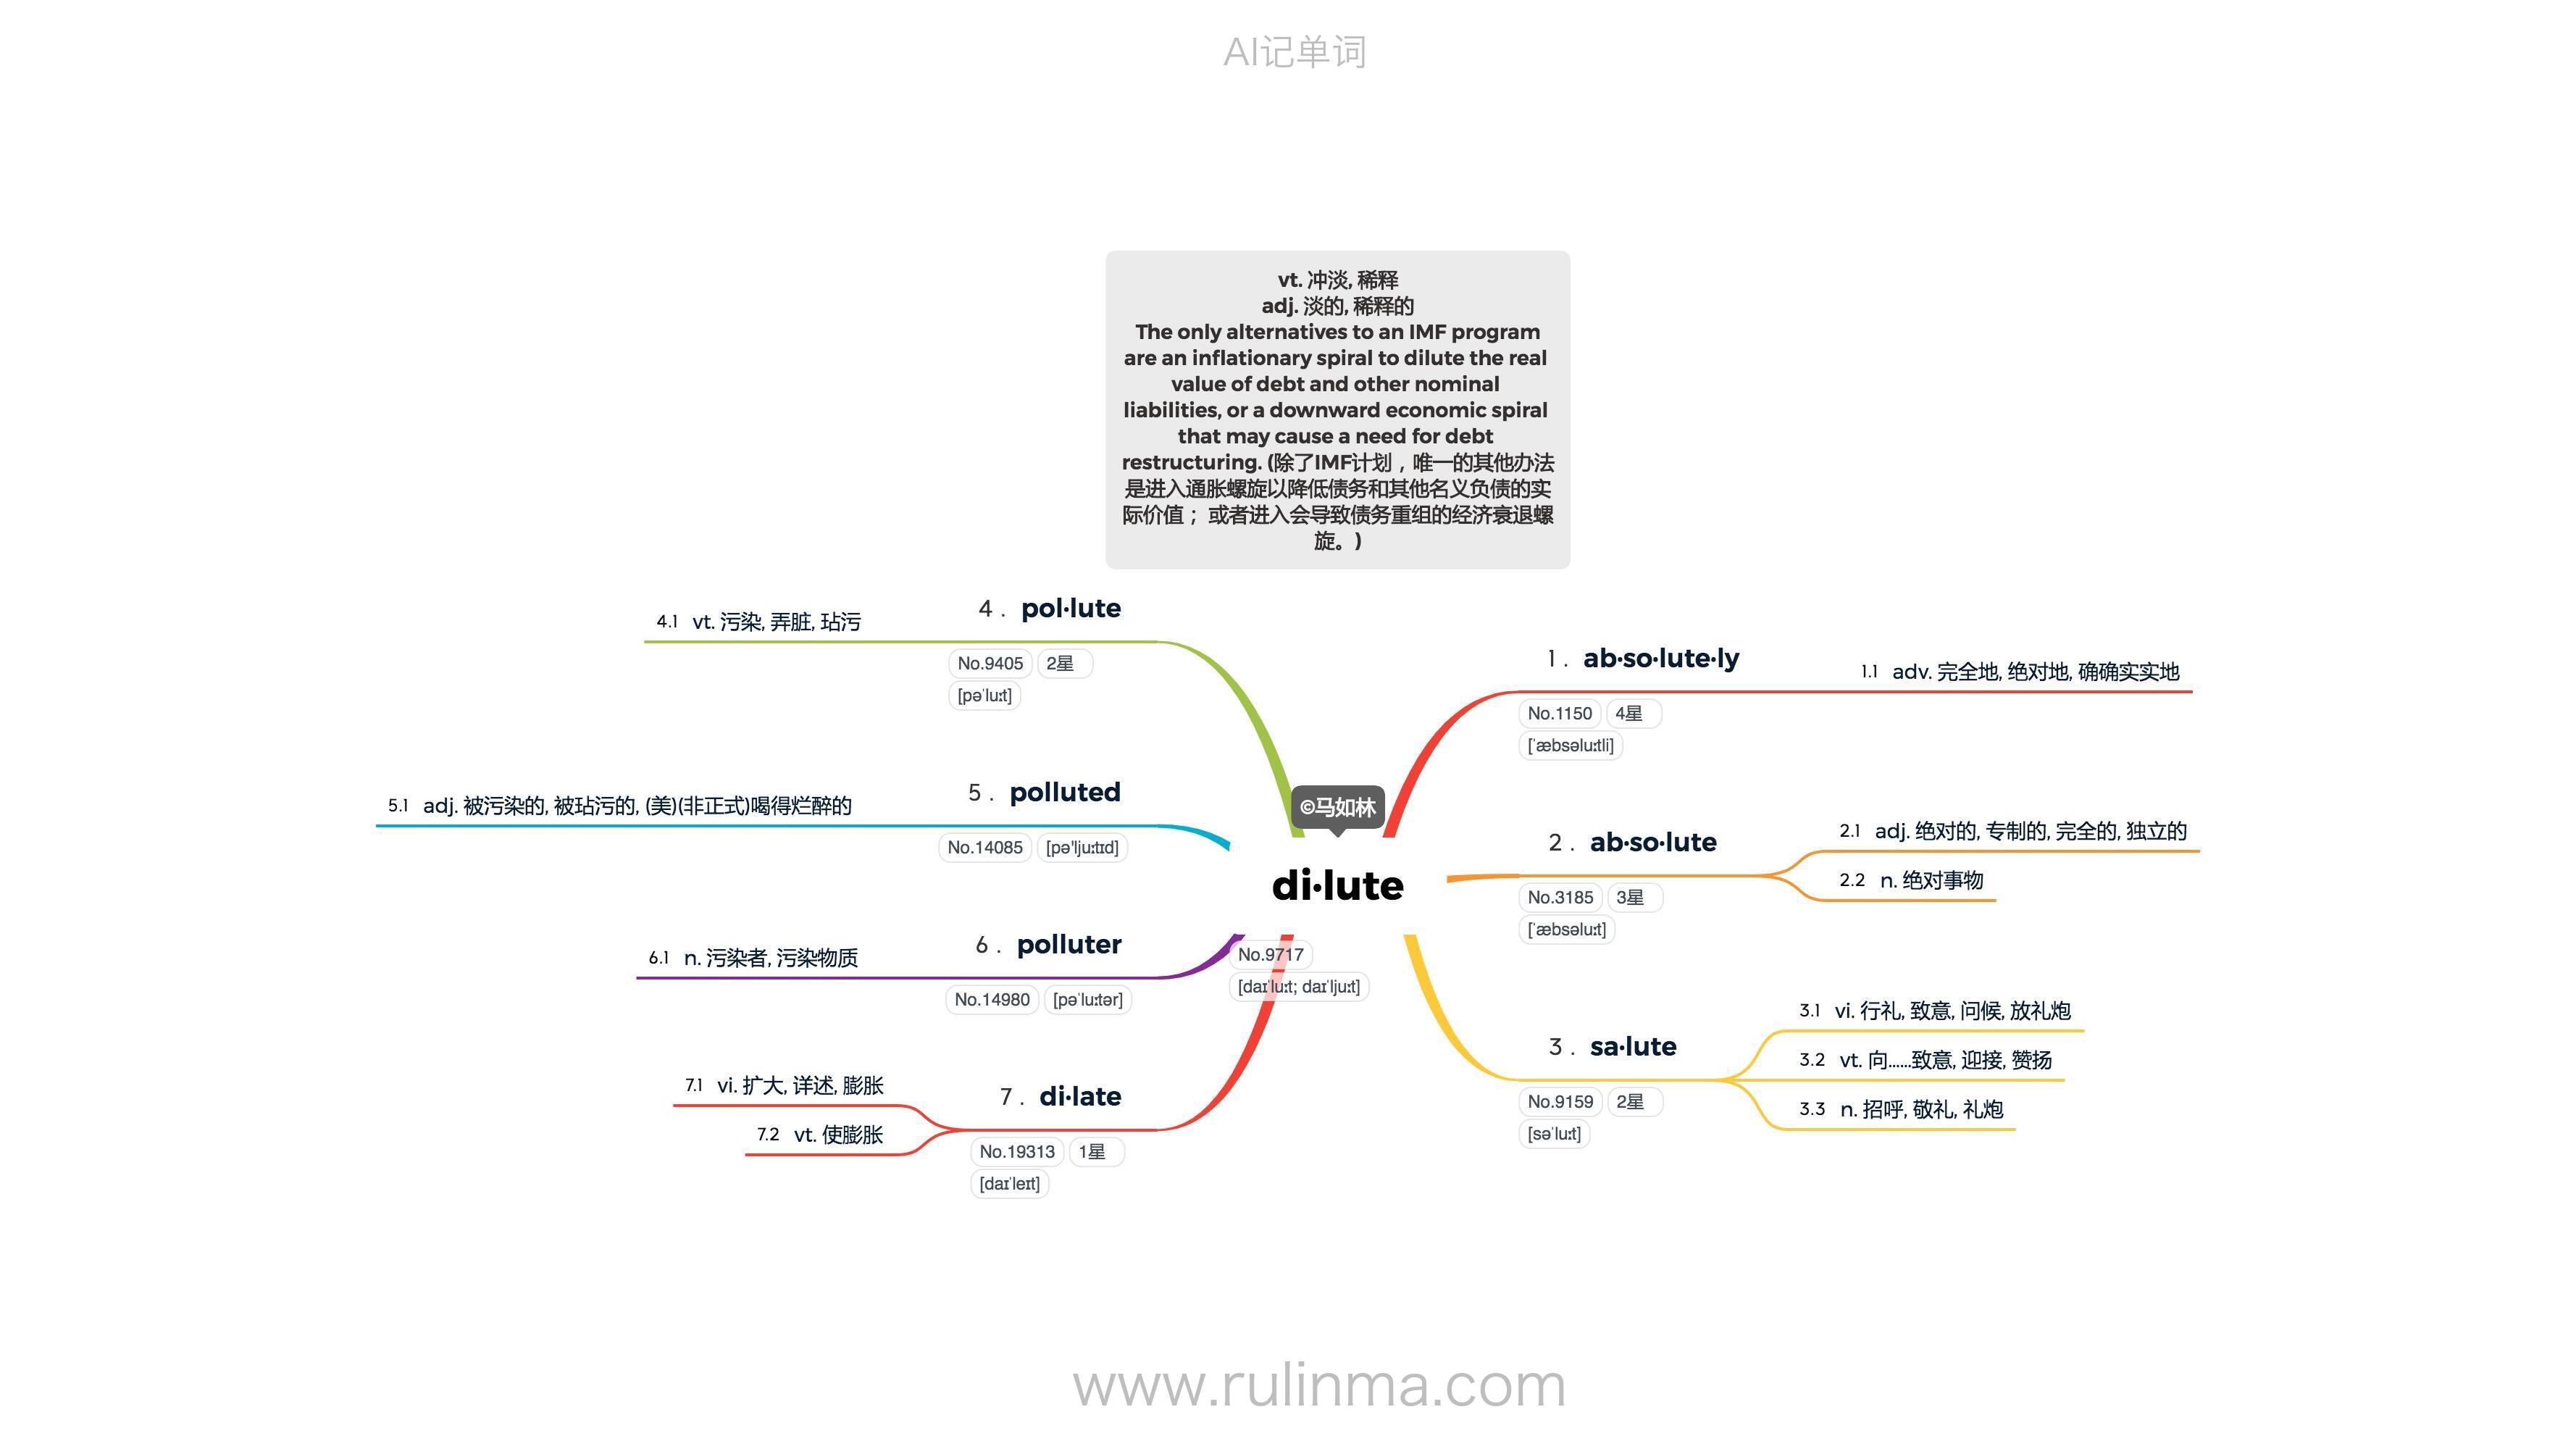 AI记单词
vt. 冲淡, 稀释
adj. 淡的, 稀释的
The only alternatives to an IMF program
are an inflationary spiral to dilute the real
value of debt and other nominal
liabilities, or a downward economic spiral
that may cause a need for debt
restructuring. (除了IMF计划，唯一的其他办法
是进入通胀螺旋以降低债务和其他名义负债的实
际价值； 或者进入会导致债务重组的经济衰退螺
旋。)
©马如林
di·lute
No.9717
[daɪˈluːt; daɪˈljuːt]
1. ab·so·lute·ly
No.1150 4星
[ˈæbsəluːtli]
1.1 adv. 完全地, 绝对地, 确确实实地
2. ab·so·lute
No.3185 3星
[ˈæbsəluːt]
2.1 adj. 绝对的, 专制的, 完全的, 独立的
2.2 n. 绝对事物
3. sa·lute
No.9159 2星
[səˈluːt]
3.1 vi. 行礼, 致意, 问候, 放礼炮
3.2 vt. 向……致意, 迎接, 赞扬
3.3 n. 招呼, 敬礼, 礼炮
4. pol·lute
No.9405 2星
[pəˈluːt]
4.1 vt. 污染, 弄脏, 玷污
5. polluted
No.14085 [pə'ljuːtɪd]
5.1 adj. 被污染的, 被玷污的, (美)(非正式)喝得烂醉的
6. polluter
No.14980 [pəˈluːtər]
6.1 n. 污染者, 污染物质
7. di·late
No.19313 1星
[daɪˈleɪt]
7.1 vi. 扩大, 详述, 膨胀
7.2 vt. 使膨胀
www.rulinma.com